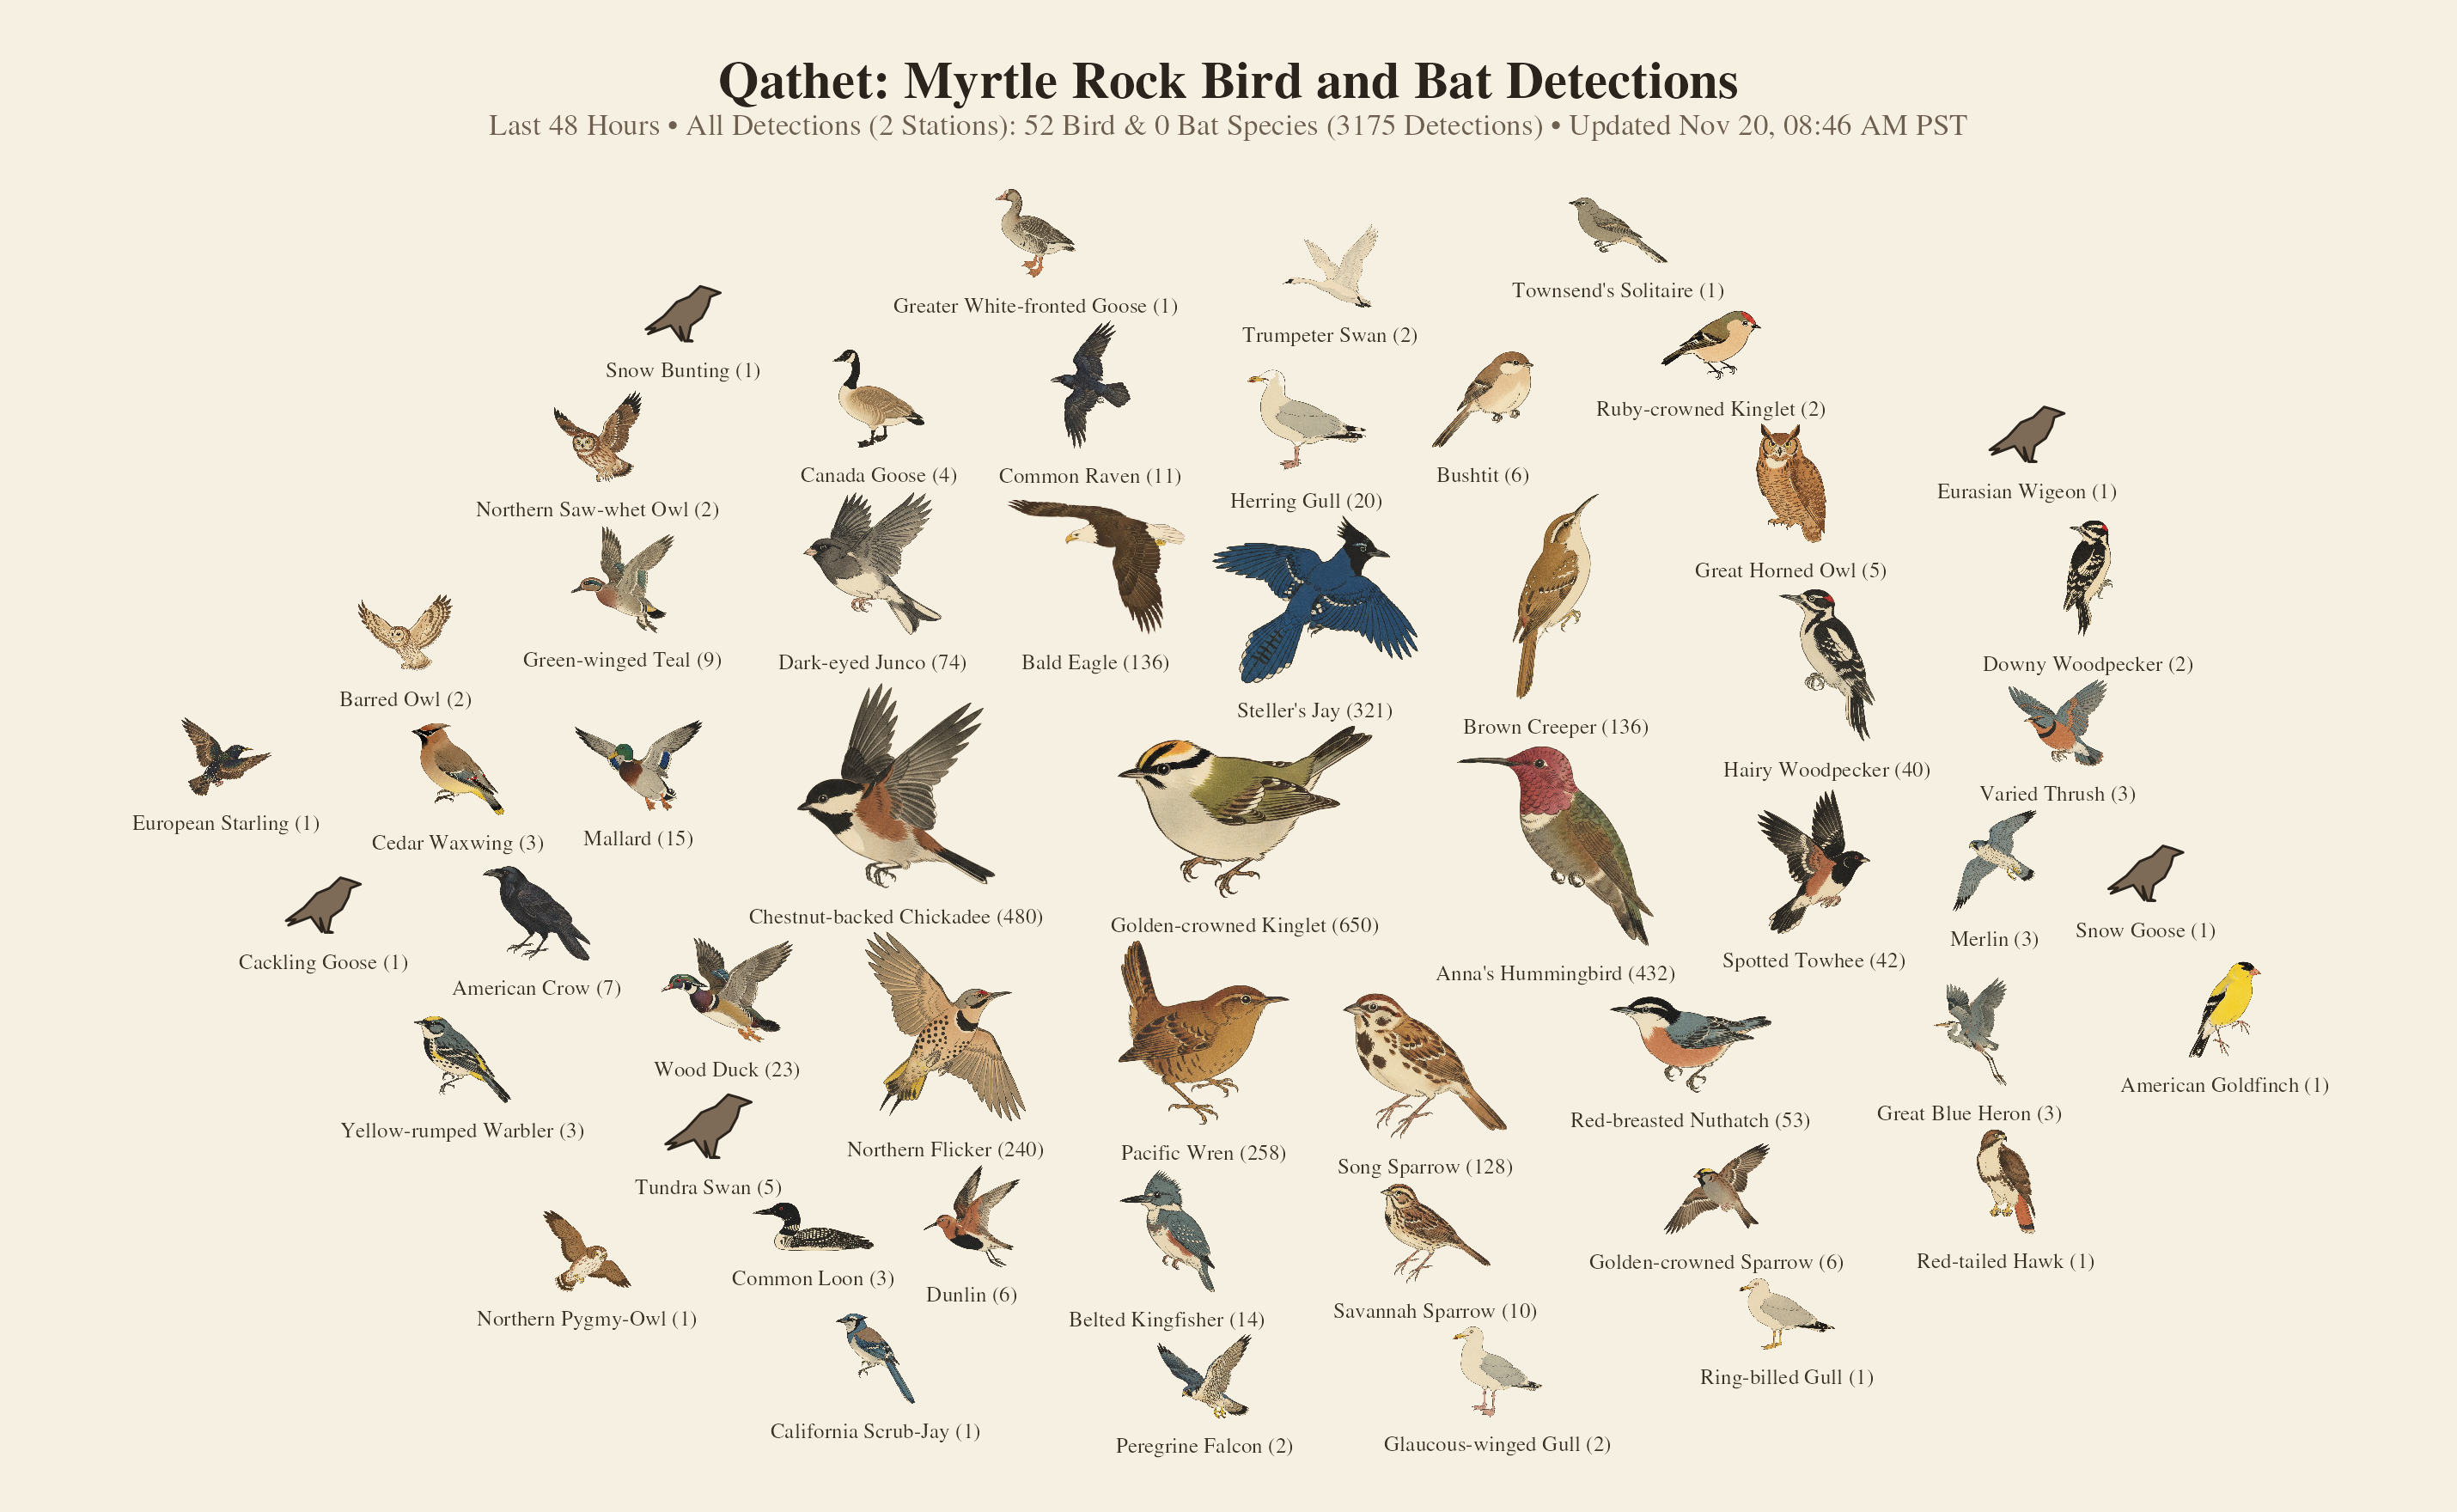 Qathet: Myrtle Rock Bird and Bat Detections
Last 48 Hours • All Detections (2 Stations): 52 Bird & 0 Bat Species (3175 Detections) • Updated Nov 20, 08:46 AM PST
Townsend's Solitaire (1)
Greater White-fronted Goose (1)
Trumpeter Swan (2)
Snow Bunting (1)
Ruby-crowned Kinglet (2)
Canada Goose (4)
Common Raven (11)
Bushtit (6)
Eurasian Wigeon (1)
Herring Gull (20)
Northern Saw-whet Owl (2)
Great Horned Owl (5)
Green-winged Teal (9)
Dark-eyed Junco (74)
Bald Eagle (136)
Downy Woodpecker (2)
Barred Owl (2)
Steller's Jay (321)
Brown Creeper (136)
Hairy Woodpecker (40)
Varied Thrush (3)
European Starling (1)
Mallard (15)
Cedar Waxwing (3)
Chestnut-backed Chickadee (480)
Golden-crowned Kinglet (650)
Snow Goose (1)
Merlin (3)
Spotted Towhee (42)
Cackling Goose (1)
Anna's Hummingbird (432)
American Crow (7)
Wood Duck (23)
American Goldfinch (1)
Great Blue Heron (3)
Red-breasted Nuthatch (53)
Yellow-rumped Warbler (3)
Northern Flicker (240)
Pacific Wren (258)
Song Sparrow (128)
Tundra Swan (5)
Golden-crowned Sparrow (6)
Red-tailed Hawk (1)
Common Loon (3)
Dunlin (6)
Savannah Sparrow (10)
Northern Pygmy-Owl (1)
Belted Kingfisher (14)
Ring-billed Gull (1)
California Scrub-Jay (1)
Glaucous-winged Gull (2)
Peregrine Falcon (2)